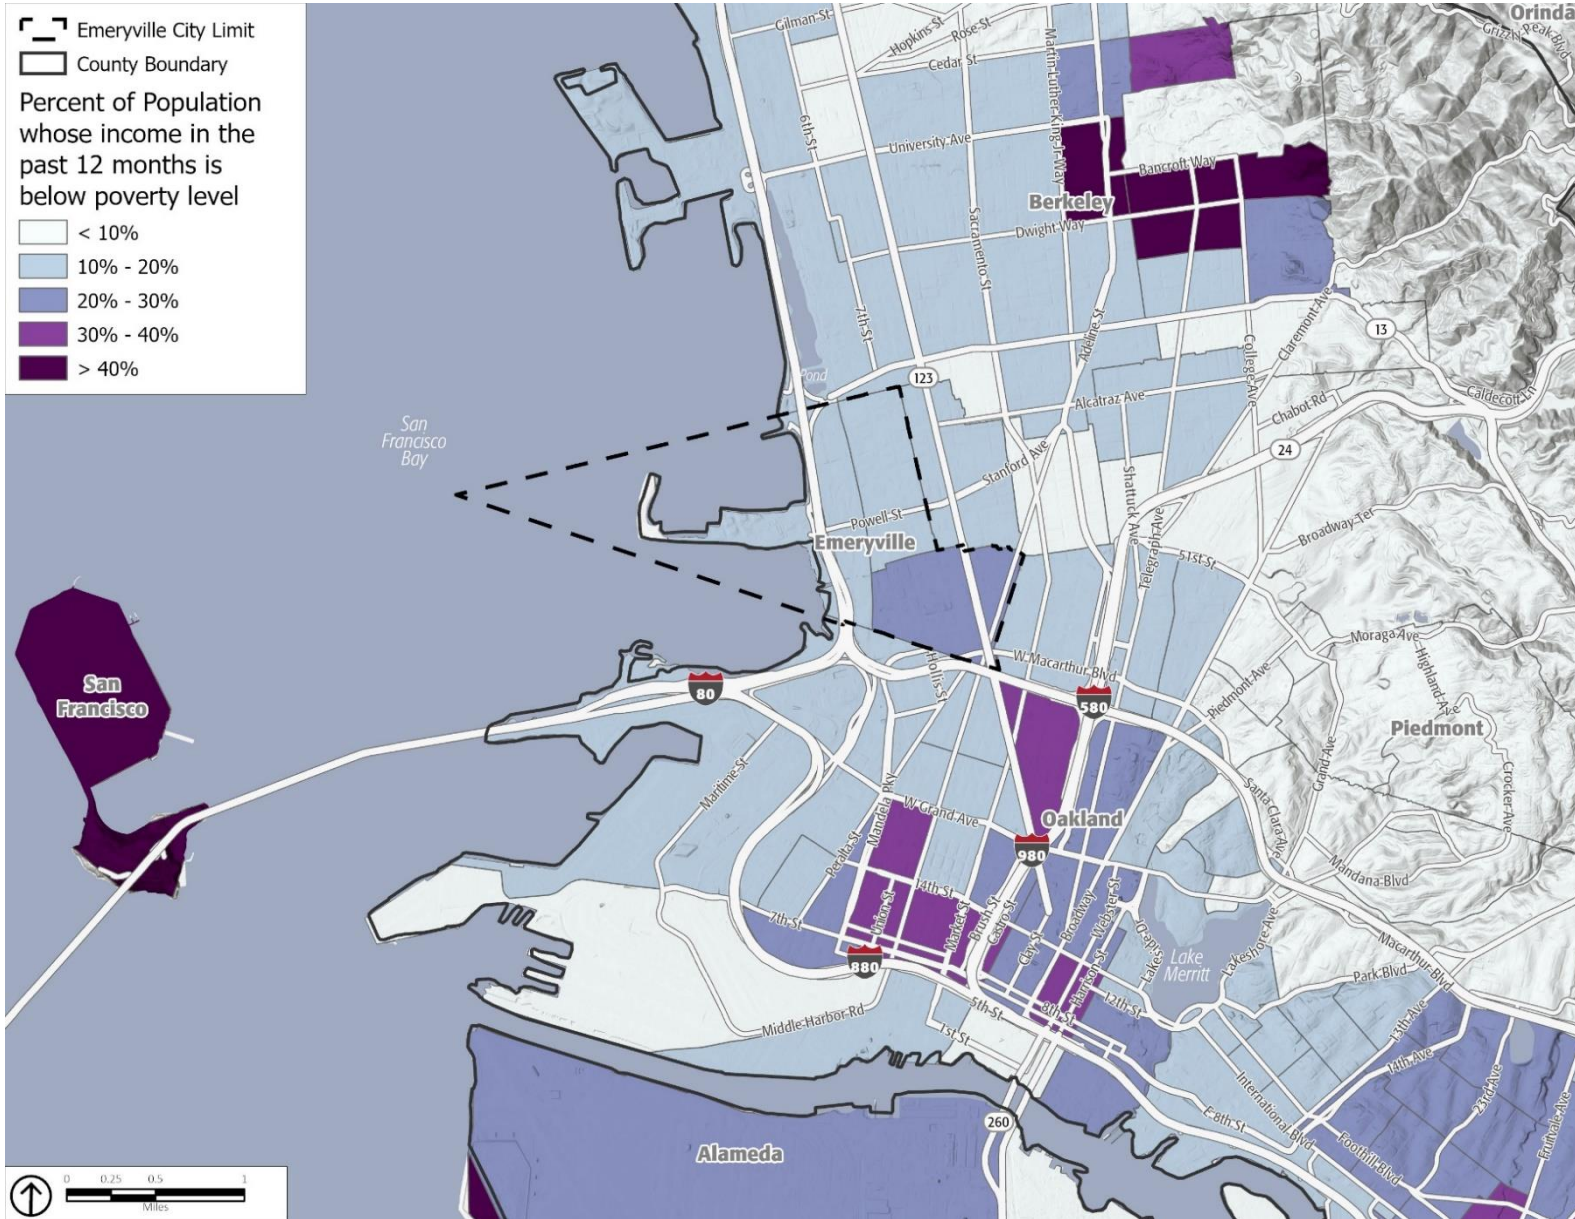 Emeryville City Limit
County Boundary
Percent of Population
whose income in the
past 12 months is
below poverty level
< 10%
10% - 20%
20% - 30%
30% - 40%
> 40%
Orinda
Grizzly Peak Blvd
Gilman St
Hopkins St
Rose St
Cedar St
Martin Luther King Jr Way
6th St
University Ave
Bancroft Way
Berkeley
Dwight Way
Sacramento St
7th St
Adeline St
College Ave
Claremont Ave
13
Pond
123
Alcatraz Ave
Chabot Rd
Caldecott Ln
San
Francisco
Bay
24
Stanford Ave
Shattuck Ave
Telegraph Ave
Powell St
Emeryville
Broadway Ter
51st St
Moraga Ave
Highland Ave
Hollis St
W Macarthur Blvd
Piedmont Ave
San
Francisco
80
580
Piedmont
Grand Ave
Crocker Ave
Maritime St
Mandela Pky
W Grand Ave
Oakland
Santa Clara Ave
980
Peralta St
Mandana Blvd
14th St
Union St
Market St
Brush St
Castro St
Clay St
Broadway
Webster St
7th St
Lakeside Dr
Lake
Merritt
Lakeshore Ave
Macarthur Blvd
Park Blvd
880
Harrison St
12th St
8th St
5th St
1st St
Middle Harbor Rd
13th Ave
14th Ave
23rd Ave
Fruitvale Ave
International Blvd
E 8th St
Foothill Blvd
260
Alameda
0 0.25 0.5 1
Miles